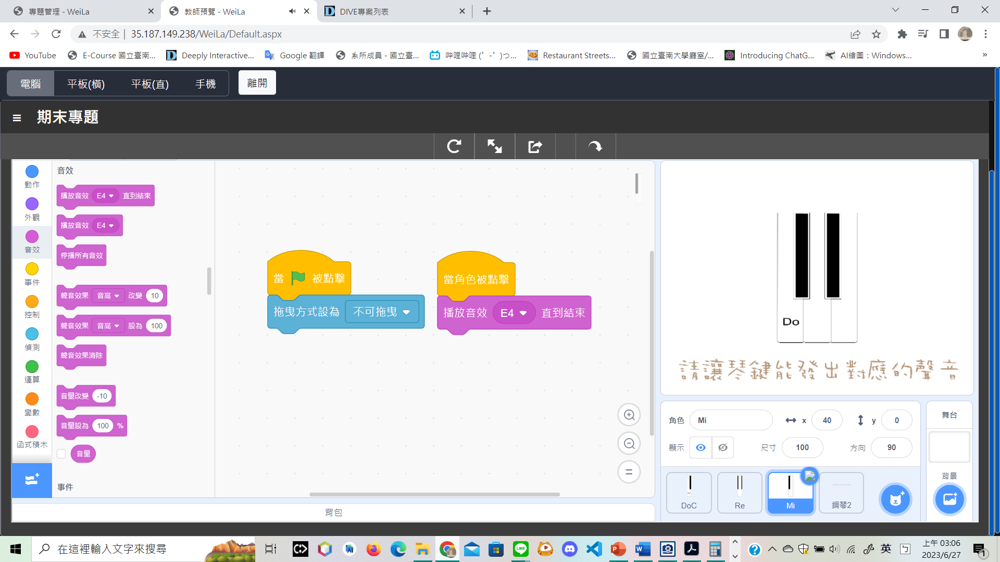 專題管理 - WeiLa
教師預覽 - WeiLa
DIVE專案列表
不安全 | 35.187.149.238/WeiLa/Default.aspx
YouTube
E-Course 國立臺南...
Deeply Interactive...
Google 翻譯
系所成員 - 國立臺...
哔哩哔哩 (゜-゜)つ...
Restaurant Streets...
國立臺南大學廳室/...
Introducing ChatG...
AI繪圖：Windows...
»
電腦 平板(橫) 平板(直) 手機 離開
期末專題
動作
外觀
音效
事件
控制
偵測
運算
變數
函式積木
音效
播放音效 E4 直到結束
播放音效 E4
停播所有音效
聲音效果 音高 改變 10
聲音效果 音高 設為 100
聲音效果清除
音量改變 -10
音量設為 100 %
音量
事件
當 被點擊
拖曳方式設為 不可拖曳
當角色被點擊
播放音效 E4 直到結束
背包
Do
請讓琴鍵能發出對應的聲音
角色 Mi x 40 y 0
顯示 尺寸 100 方向 90
DoC
Re
Mi
鋼琴2
舞台
背景
在這裡輸入文字來搜尋
英
上午 03:06
2023/6/27
1